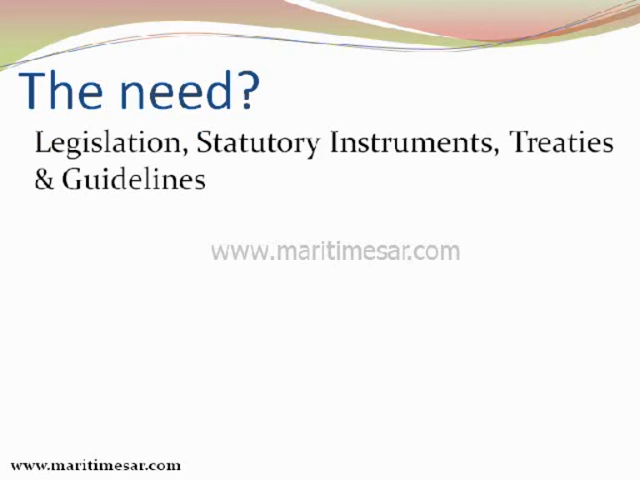 The need?
Legislation, Statutory Instruments, Treaties
& Guidelines
www.maritimesar.com
www.maritimesar.com